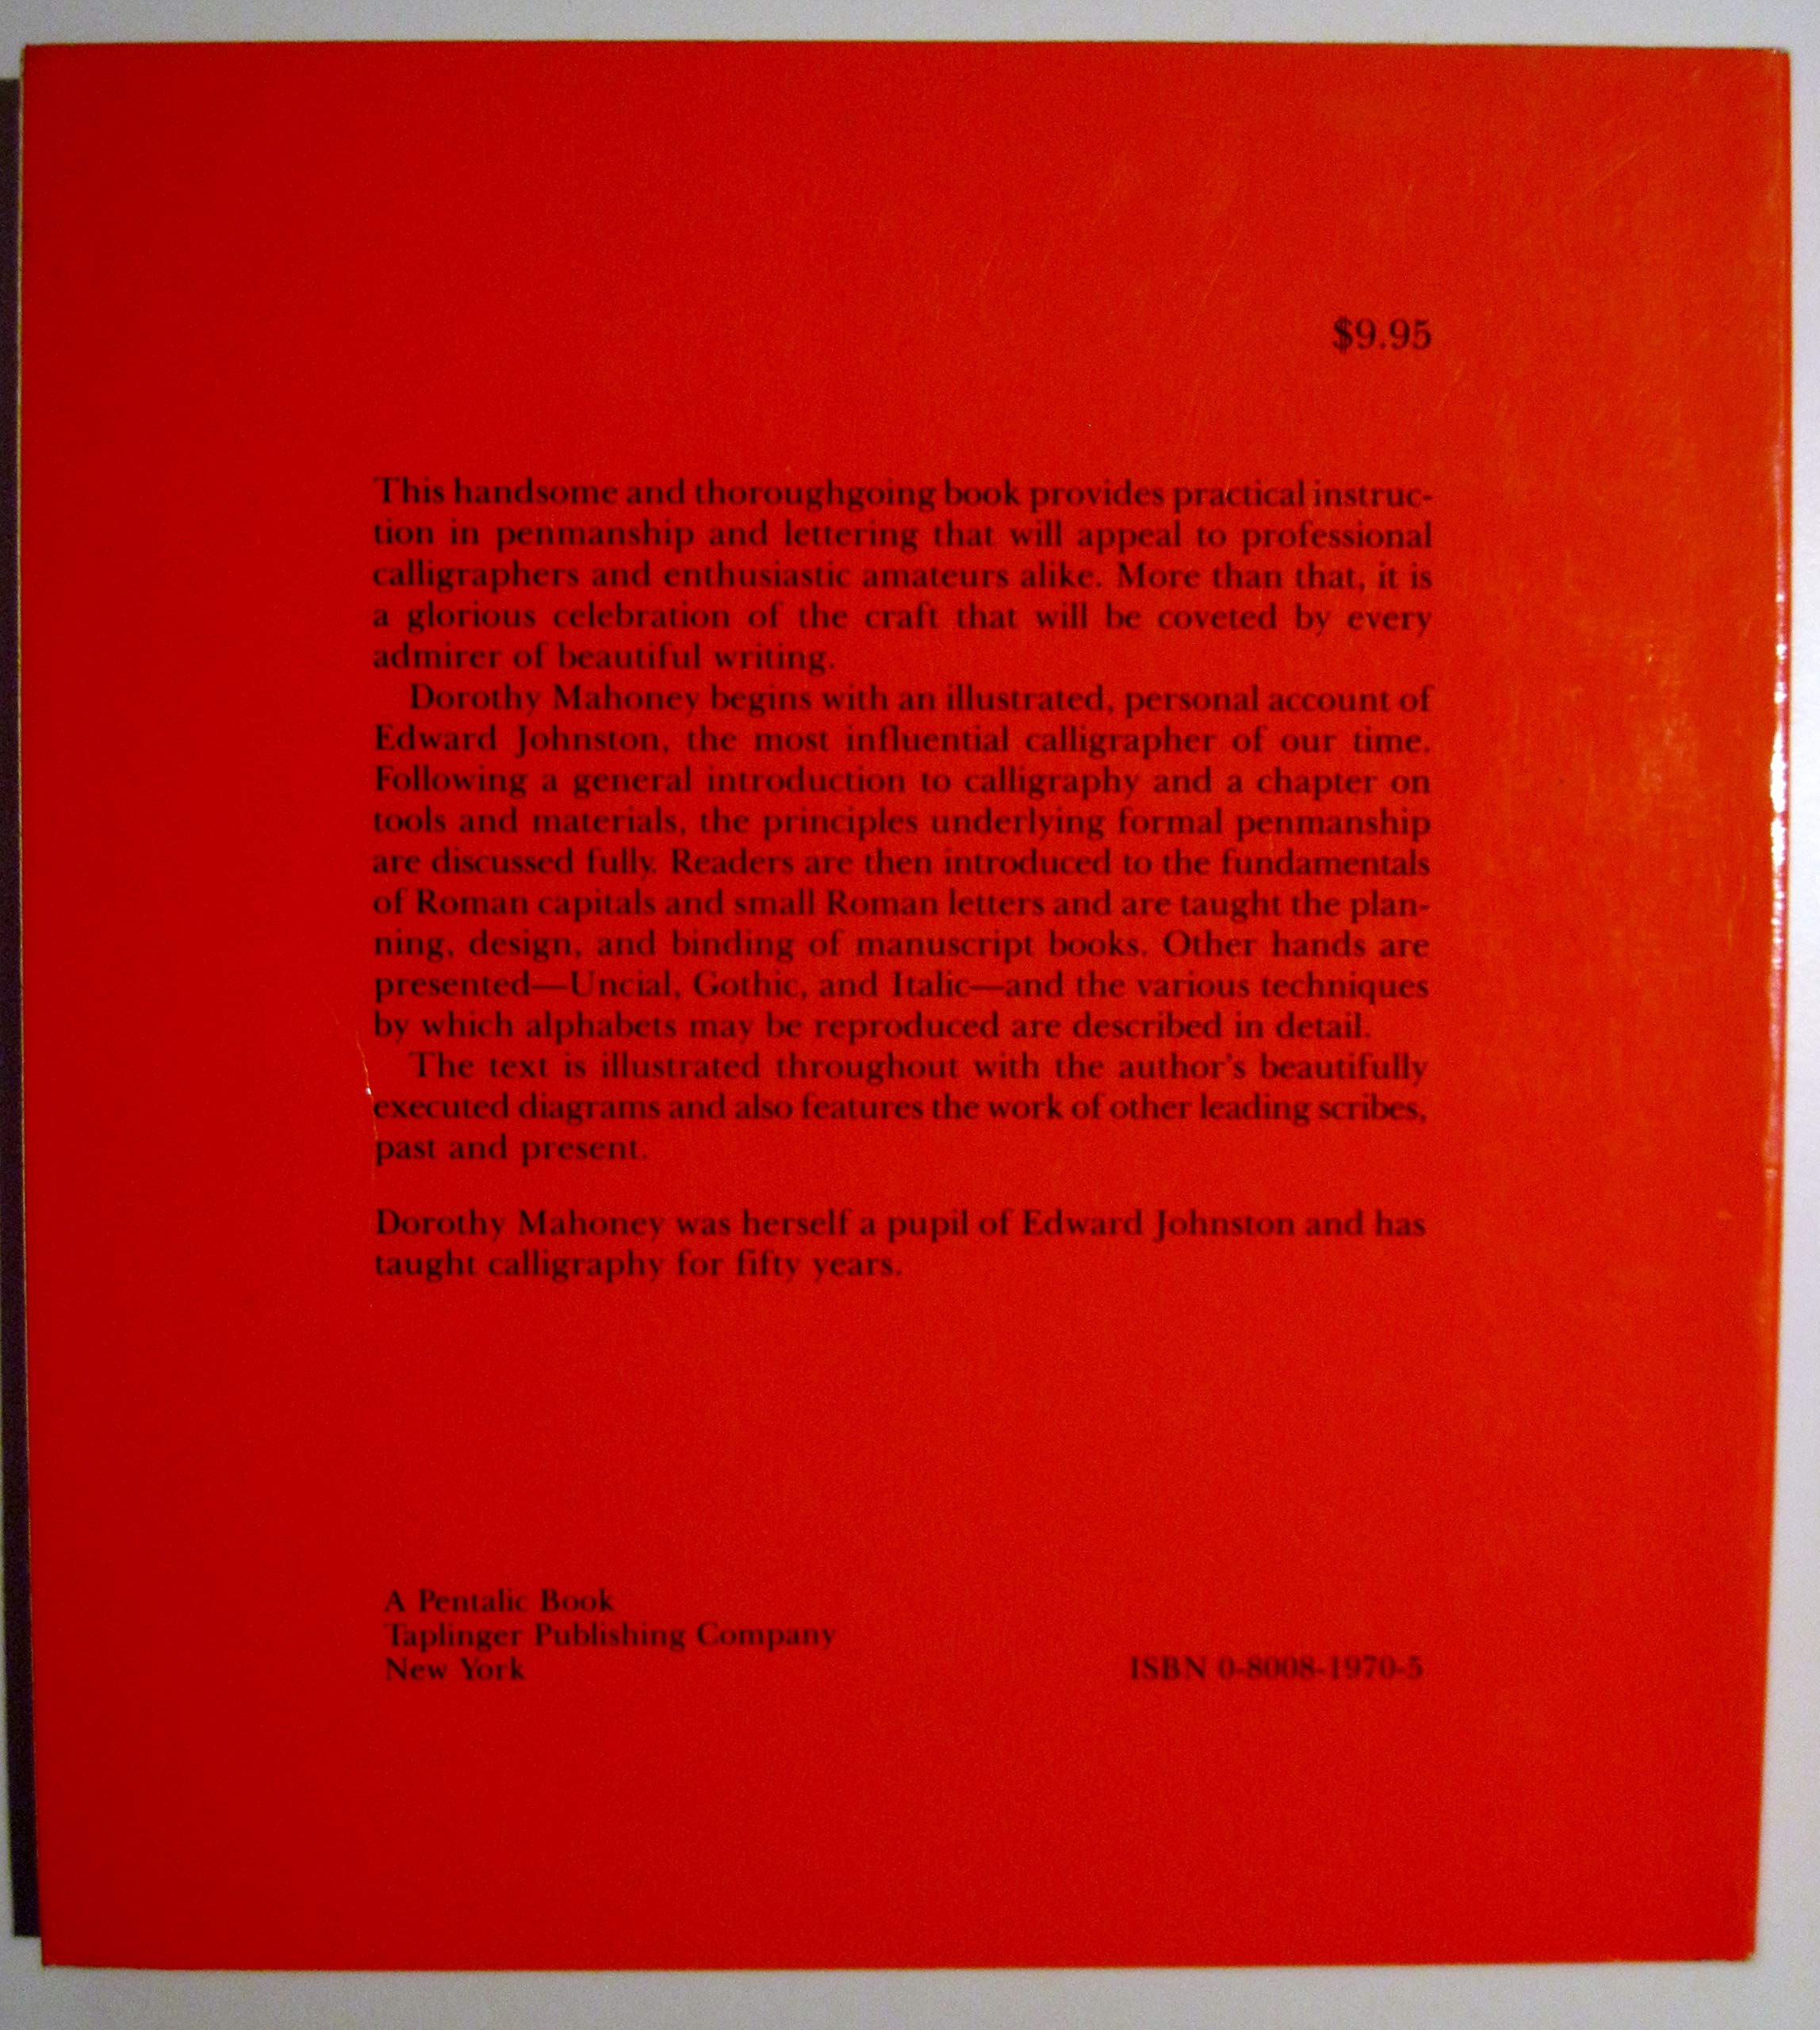 $9.95
This handsome and thoroughgoing book provides practical instruc-
tion in penmanship and lettering that will appeal to professional
calligraphers and enthusiastic amateurs alike. More than that, it is
a glorious celebration of the craft that will be coveted by every
admirer of beautiful writing.
Dorothy Mahoney begins with an illustrated, personal account of
Edward Johnston, the most influential calligrapher of our time.
Following a general introduction to calligraphy and a chapter on
tools and materials, the principles underlying formal penmanship
are discussed fully. Readers are then introduced to the fundamentals
of Roman capitals and small Roman letters and are taught the plan-
ning, design, and binding of manuscript books. Other hands are
presented—Uncial, Gothic, and Italic—and the various techniques
by which alphabets may be reproduced are described in detail.
The text is illustrated throughout with the author's beautifully
executed diagrams and also features the work of other leading scribes,
past and present.
Dorothy Mahoney was herself a pupil of Edward Johnston and has
taught calligraphy for fifty years.
A Pentalic Book
Taplinger Publishing Company
New York
ISBN 0-8008-1970-5